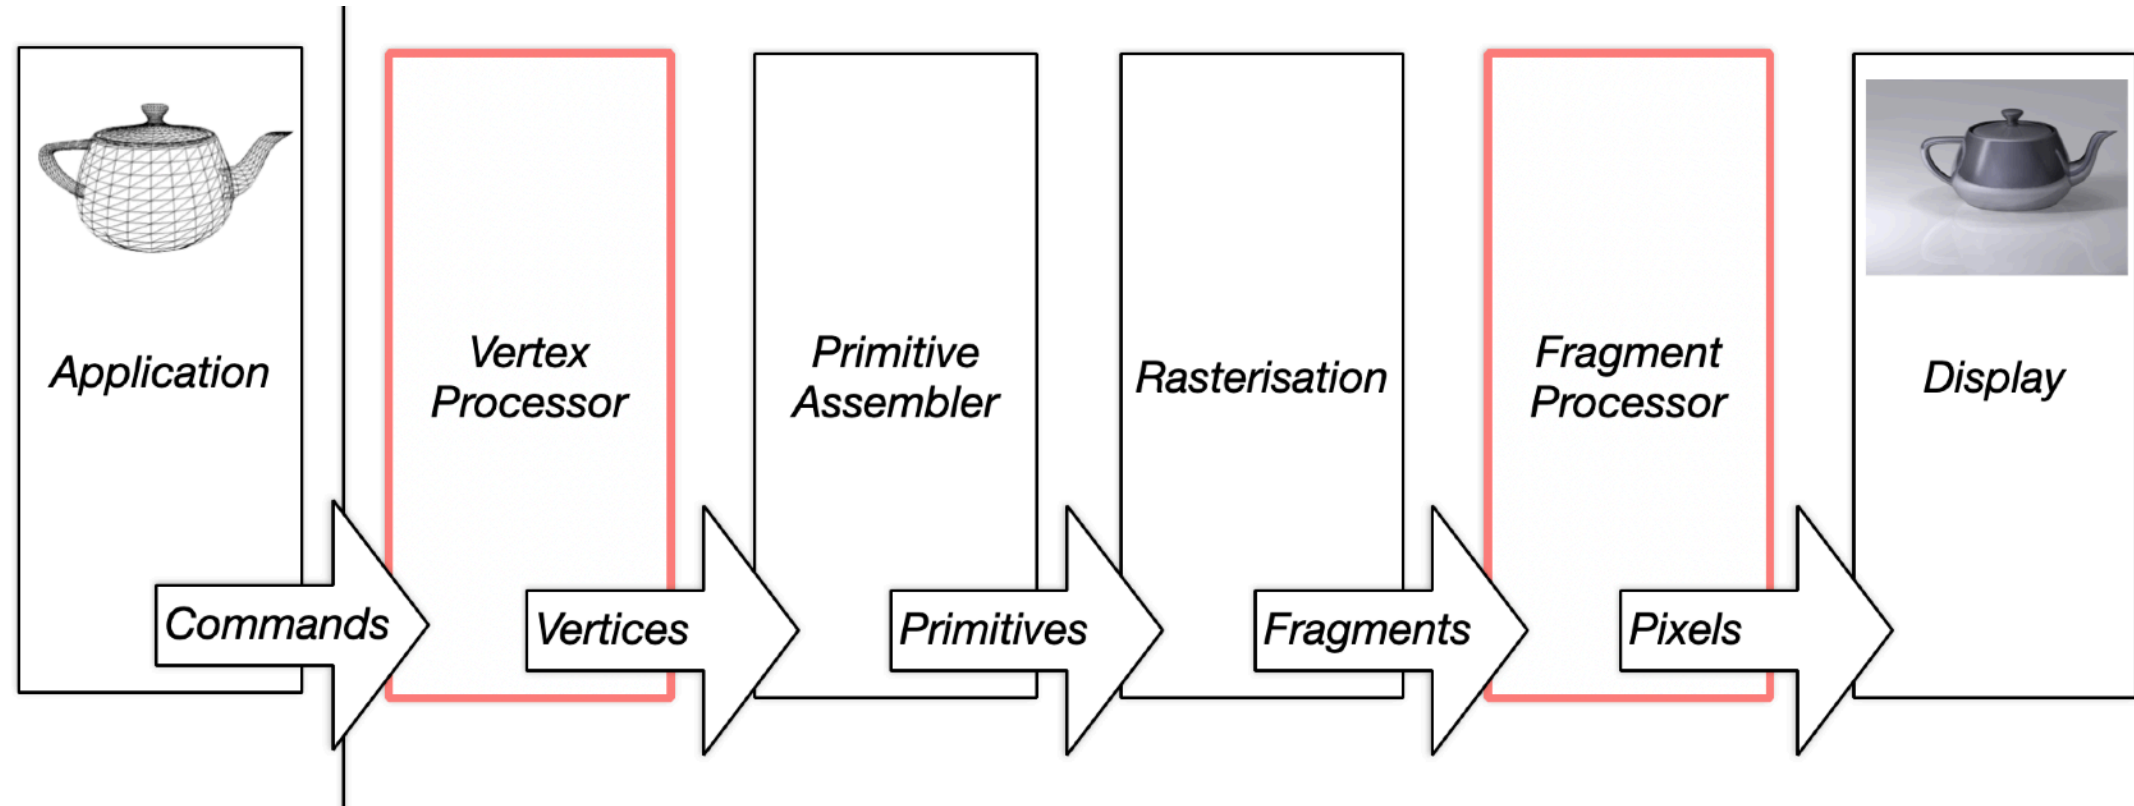 Application
Vertex
Processor
Primitive
Assembler
Rasterisation
Fragment
Processor
Display
Commands
Vertices
Primitives
Fragments
Pixels